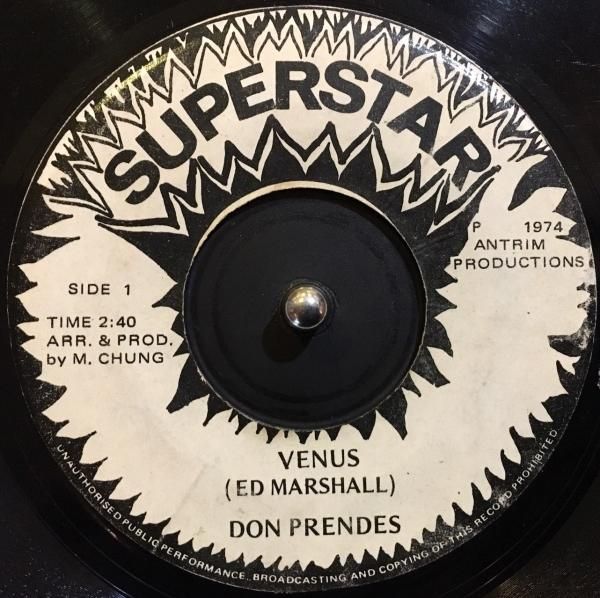 SUPERSTAR
P 1974
ANTRIM
PRODUCTIONS
SIDE 1
TIME 2:40
ARR. & PROD.
by M. CHUNG
VENUS
(ED MARSHALL)
DON PRENDES
UNAUTHORISED PUBLIC PERFORMANCE.. BROADCASTING AND COPYING OF THIS RECORD PROHIBITED